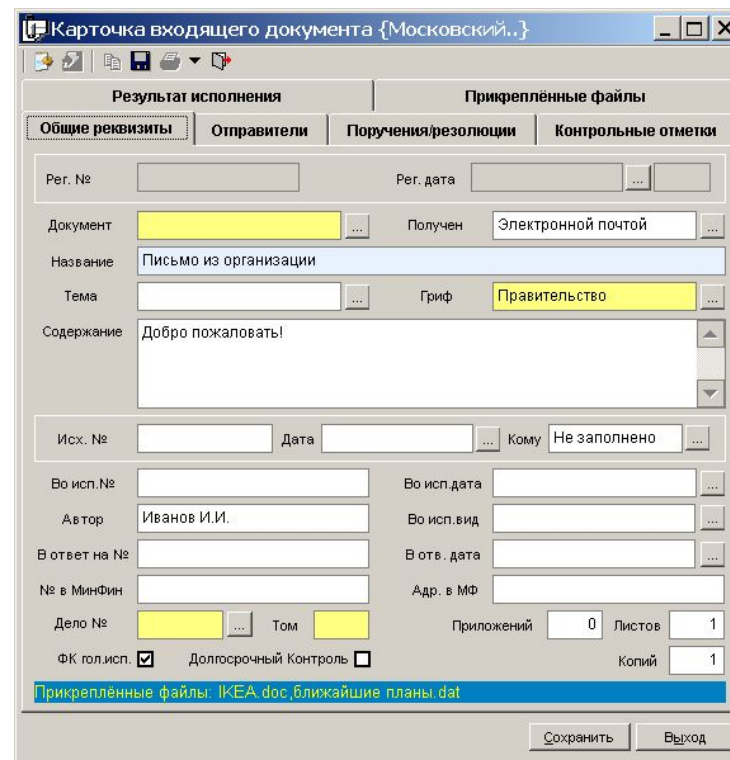 Карточка входящего документа {Московский..}
Результат исполнения Прикреплённые файлы
Общие реквизиты Отправители Поручения/резолюции Контрольные отметки
Рег. № Рег. дата ...
Документ ... Получен Электронной почтой ...
Название Письмо из организации
Тема ... Гриф Правительство ...
Содержание Добро пожаловать!
Исх. № Дата ... Кому Не заполнено ...
Во исп.№ Во исп.дата ...
Автор Иванов И.И. Во исп.вид ...
В ответ на № В отв. дата ...
№ в МинФин Адр. в МФ
Дело № ... Том Приложений 0 Листов 1
ФК гол.исп. Долгосрочный Контроль Копий 1
Прикреплённые файлы: IKEA.doc,ближайшие планы.dat
Сохранить Выход